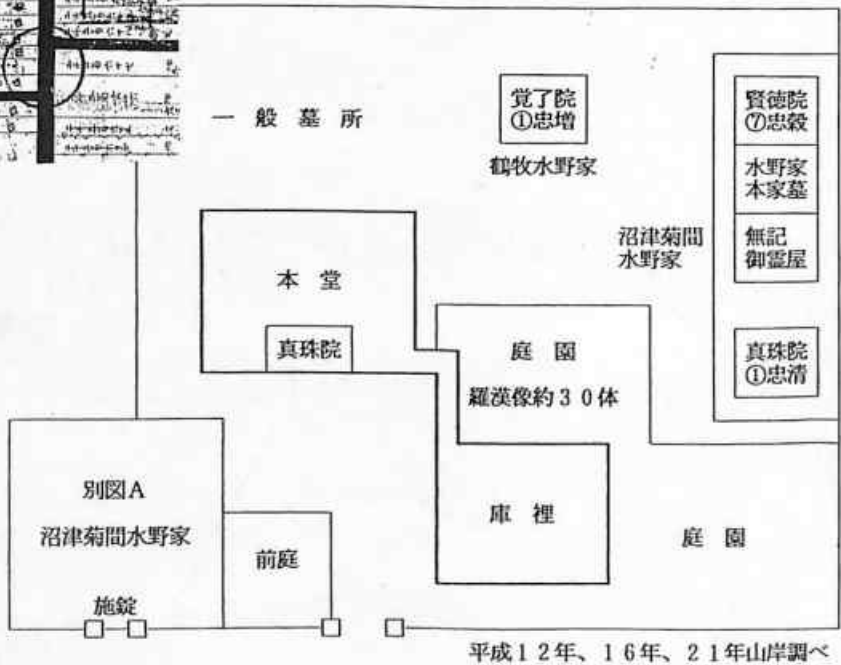 一般墓所
覚了院
①忠増
鶴牧水野家
賢徳院
⑦忠毅
水野家
本家墓
無記
御霊屋
沼津菊間
水野家
真珠院
①忠清
本堂
真珠院
庭園
羅漢像約30体
庫裡
庭園
別図A
沼津菊間水野家
施錠
前庭
平成12年、16年、21年山岸調べ